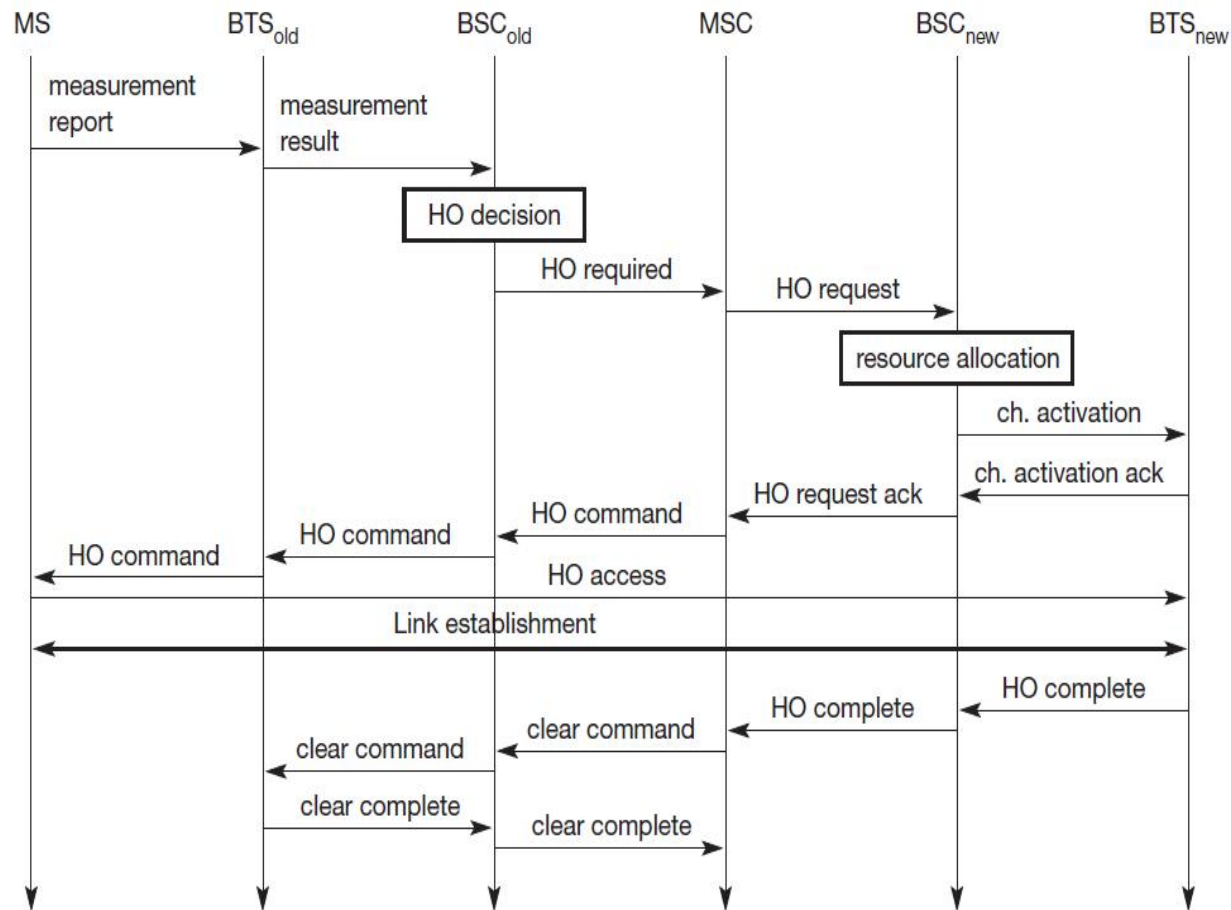 MS BTSold BSCold MSC BSCnew BTSnew
measurement
report
measurement
result
HO decision
HO required
HO request
resource allocation
ch. activation
ch. activation ack
HO request ack
HO command
HO command
HO command
HO access
Link establishment
HO complete
HO complete
clear command
clear command
clear complete
clear complete